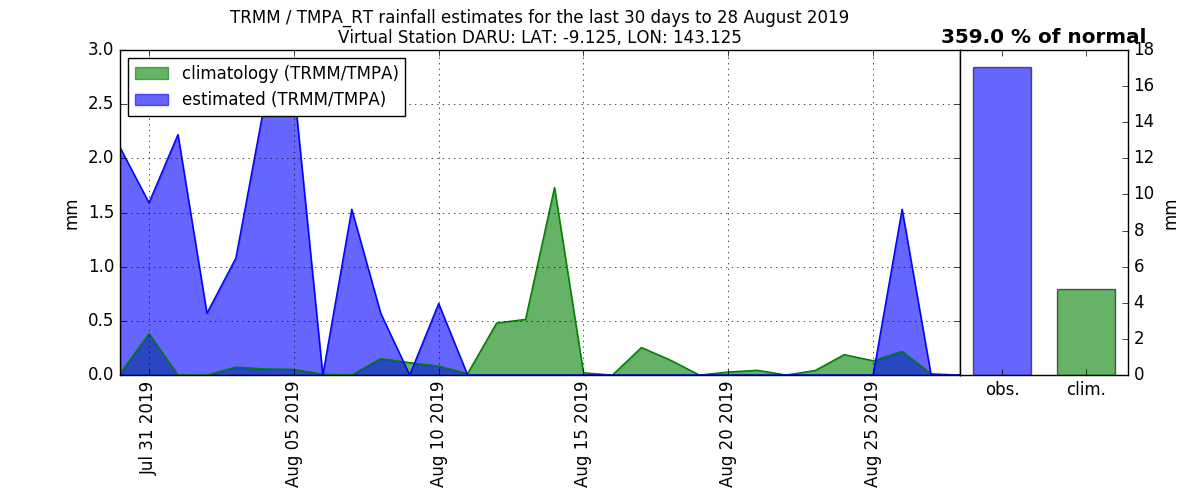 TRMM / TMPA_RT rainfall estimates for the last 30 days to 28 August 2019
Virtual Station DARU: LAT: -9.125, LON: 143.125
359.0 % of normal
climatology (TRMM/TMPA)
estimated (TRMM/TMPA)
3.0
2.5
2.0
1.5
1.0
0.5
0.0
mm
Jul 31 2019
Aug 05 2019
Aug 10 2019
Aug 15 2019
Aug 20 2019
Aug 25 2019
18
16
14
12
10
8
6
4
2
0
mm
obs.
clim.